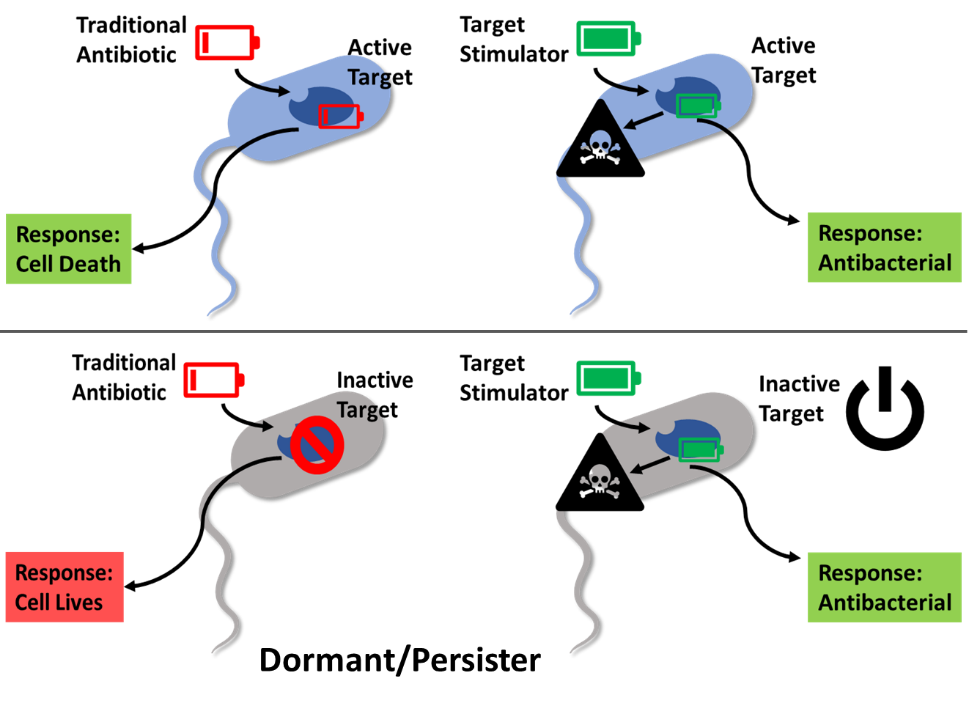 Traditional
Antibiotic
Active
Target
Response:
Cell Death
Target
Stimulator
Active
Target
Response:
Antibacterial
Traditional
Antibiotic
Inactive
Target
Response:
Cell Lives
Target
Stimulator
Inactive
Target
Response:
Antibacterial
Dormant/Persister